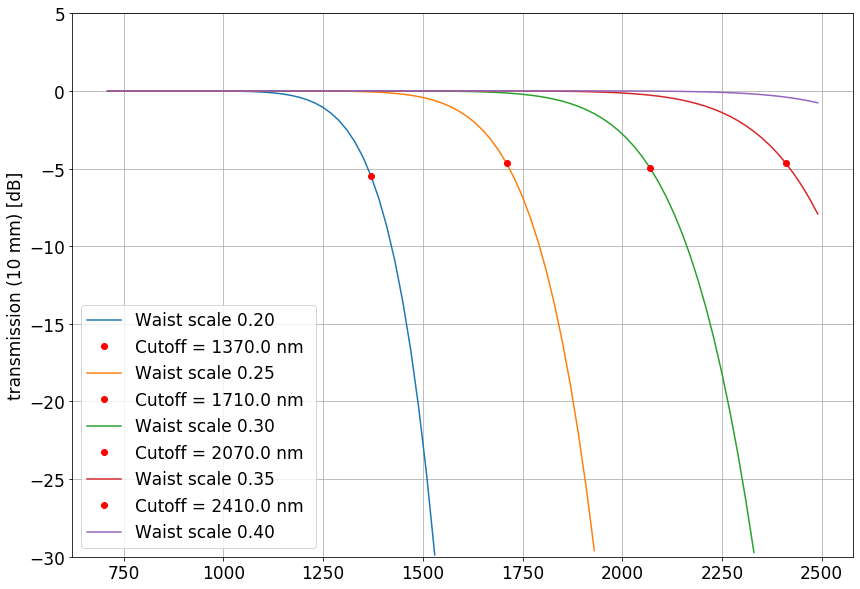 5
0
−5
−10
−15
−20
−25
−30
transmission (10 mm) [dB]
Waist scale 0.20
Cutoff = 1370.0 nm
Waist scale 0.25
Cutoff = 1710.0 nm
Waist scale 0.30
Cutoff = 2070.0 nm
Waist scale 0.35
Cutoff = 2410.0 nm
Waist scale 0.40
750 1000 1250 1500 1750 2000 2250 2500